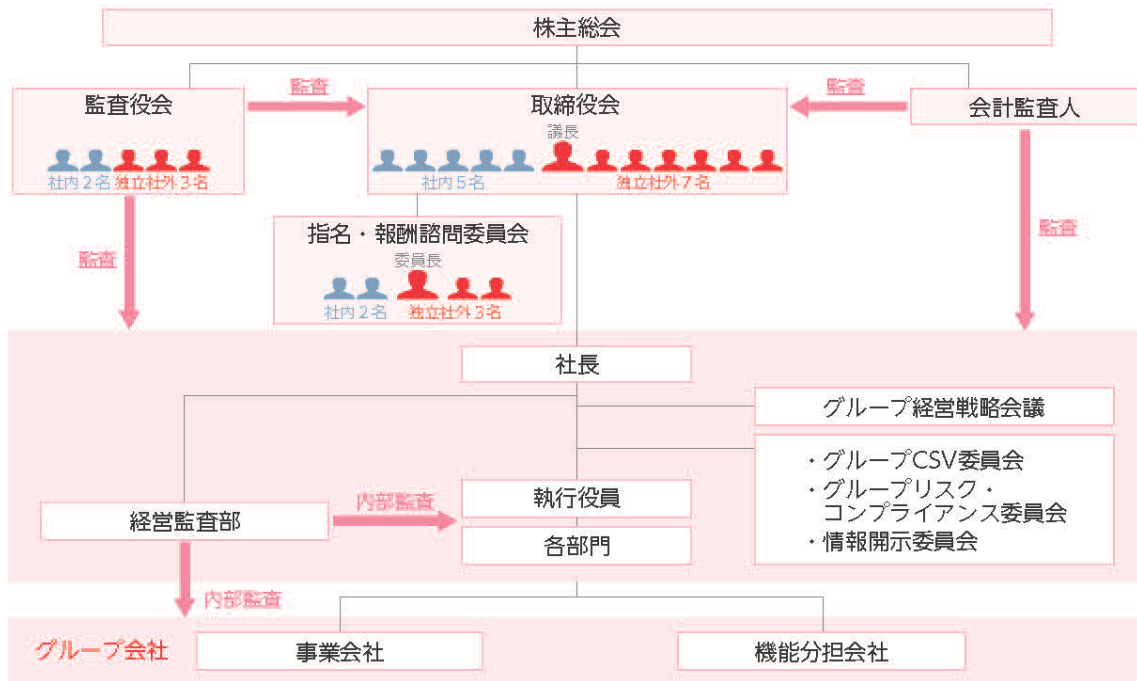 株主総会
監査
監査
監査役会
取締役会
会計監査人
議長
社内2名 独立社外3名
社内5名
独立社外7名
指名・報酬諮問委員会
委員長
監査
監査
社内2名
独立社外3名
社長
グループ経営戦略会議
・グループCSV委員会
・グループリスク・
コンプライアンス委員会
・情報開示委員会
内部監査
執行役員
経営監査部
各部門
内部監査
グループ会社
事業会社
機能分担会社